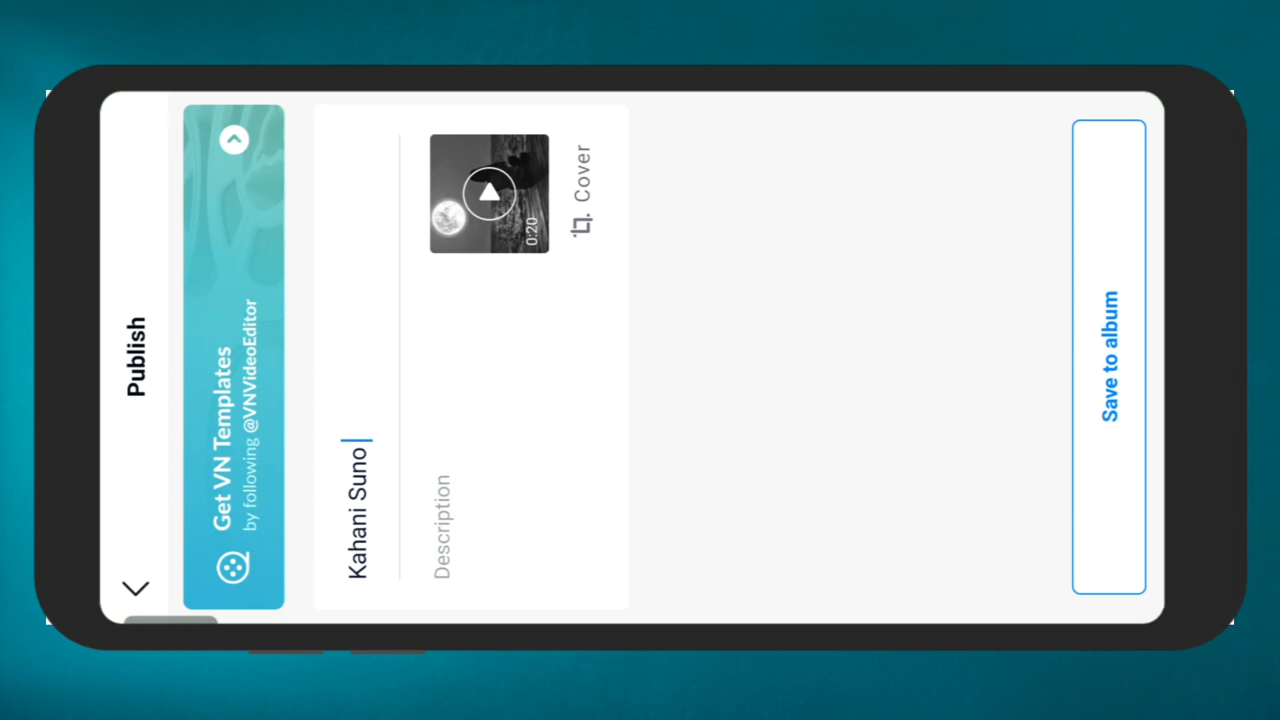 Publish
Get VN Templates
by following @VNVideoEditor
Kahani Suno
Description
0:20
Cover
Save to album